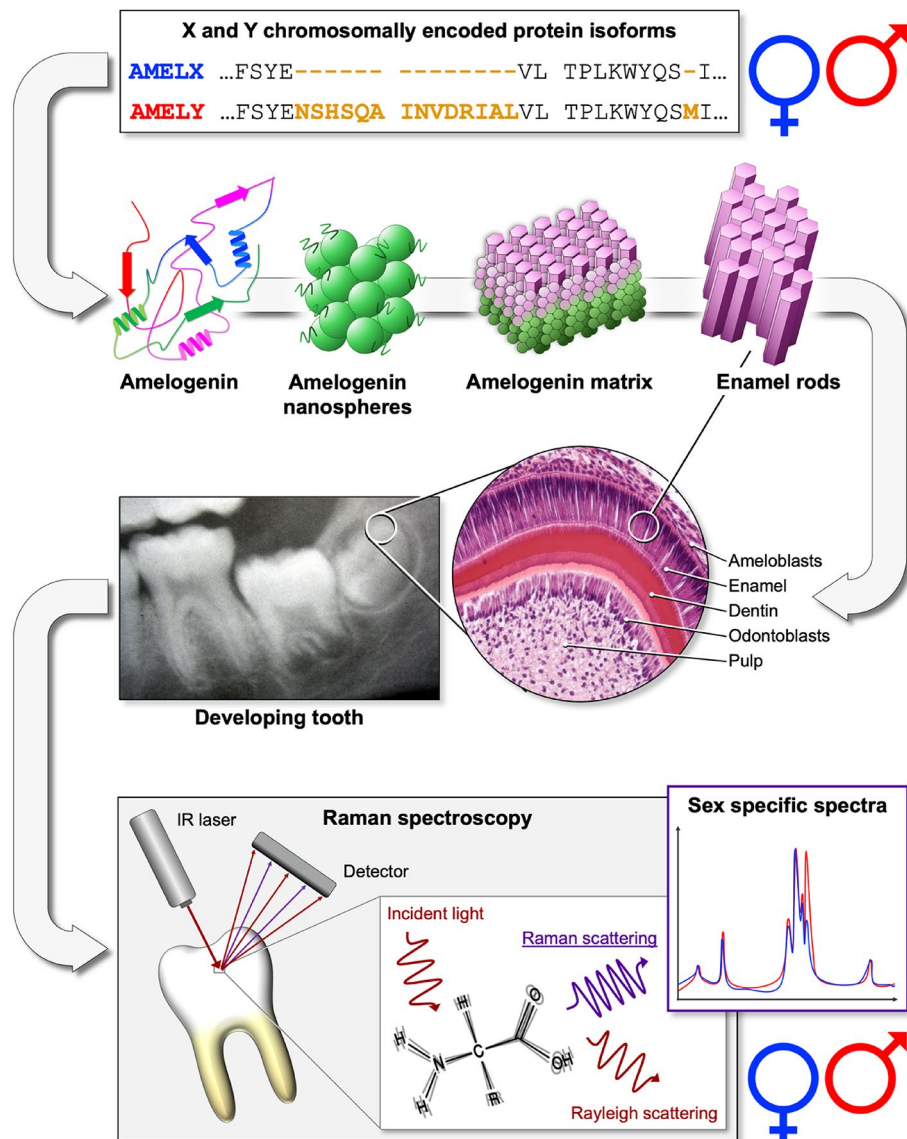 X and Y chromosomally encoded protein isoforms
AMELX …FSYE------ --------VL TPLKWYQS-I…
AMELY …FSYENSHSQA INVDRIALVL TPLKWYQSMI…
Amelogenin
Amelogenin
nanospheres
Amelogenin matrix
Enamel rods
Ameloblasts
Enamel
Dentin
Odontoblasts
Pulp
Developing tooth
Raman spectroscopy
IR laser
Detector
Sex specific spectra
Incident light
Raman scattering
H
O
H
N
C
OH
H
R
Rayleigh scattering